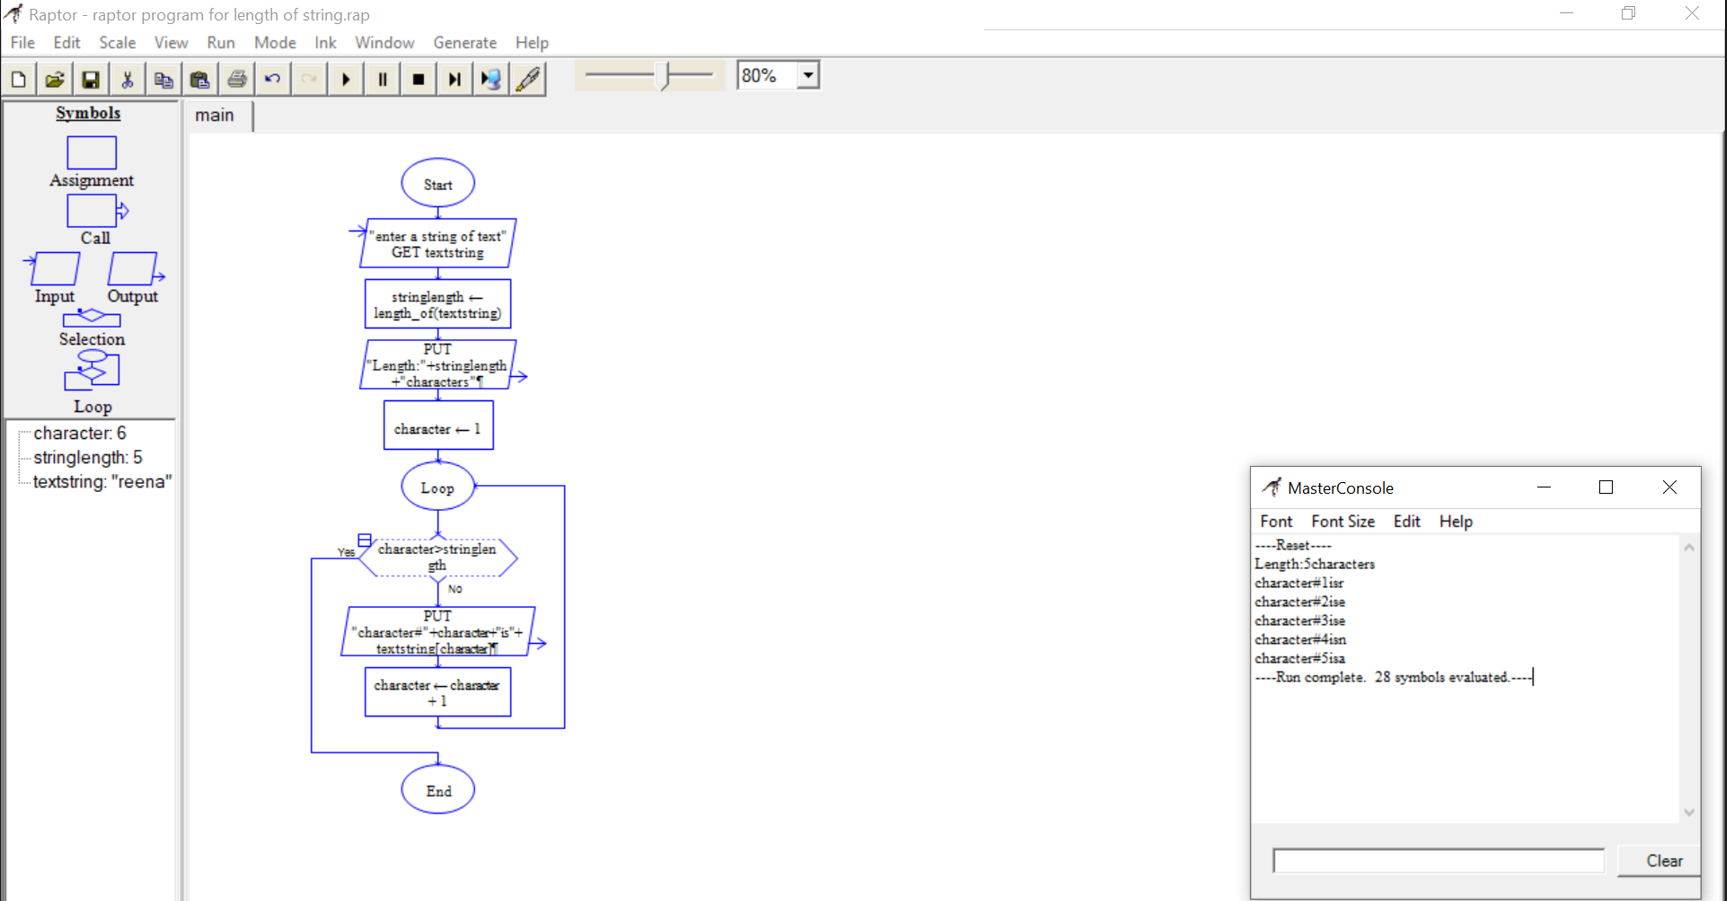 Raptor - raptor program for length of string.rap
File Edit Scale View Run Mode Ink Window Generate Help
80%
Symbols
Assignment
Call
Input Output
Selection
Loop
character: 6
stringlength: 5
textstring: "reena"
main
Start
"enter a string of text"
GET textstring
stringlength ←
length_of(textstring)
PUT
"Length:"+stringlength
+"characters"¶
character ← 1
Loop
character>stringlen
gth
Yes
No
PUT
"character#"+character+"is"+
textstring[character]¶
character ← character
+ 1
End
MasterConsole
Font Font Size Edit Help
----Reset----
Length:5characters
character#1isr
character#2ise
character#3ise
character#4isn
character#5isa
----Run complete.  28 symbols evaluated.----
Clear